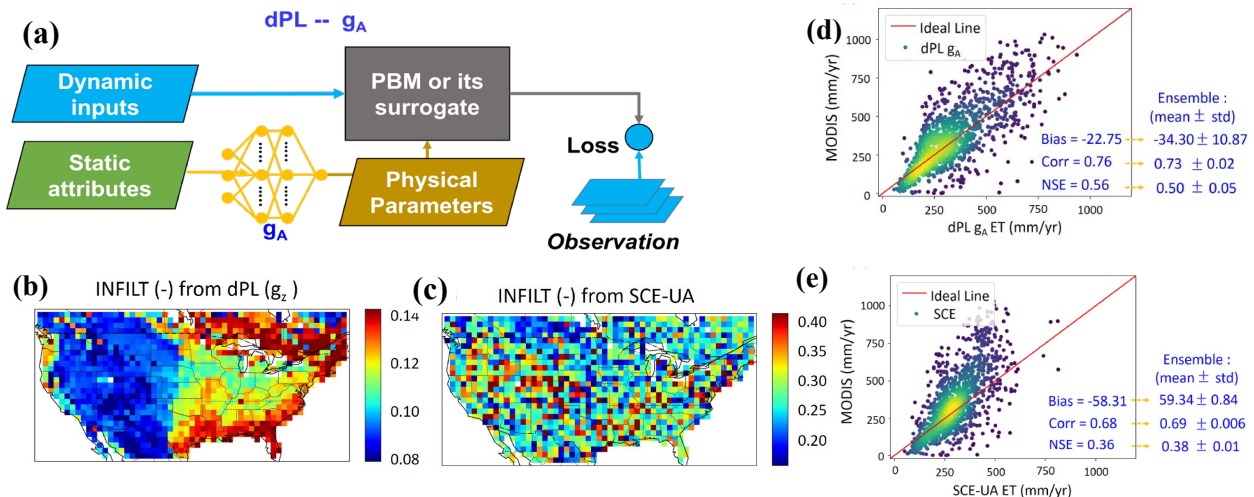 (a)
dPL -- gA
Dynamic
inputs
PBM or its
surrogate
Static
attributes
gA
Physical
Parameters
Loss
Observation
(b)
INFILT (-) from dPL (gz )
0.14
0.12
0.10
0.08
(c)
INFILT (-) from SCE-UA
0.40
0.35
0.30
0.25
0.20
(d)
Ideal Line
dPL gA
MODIS (mm/yr)
1000
750
500
250
0
0
250
500
750
1000
dPL gA ET (mm/yr)
Ensemble :
(mean ± std)
Bias = -22.75
-34.30 ± 10.87
Corr = 0.76
0.73 ± 0.02
NSE = 0.56
0.50 ± 0.05
(e)
Ideal Line
SCE
MODIS (mm/yr)
1000
750
500
250
0
0
250
500
750
1000
SCE-UA ET (mm/yr)
Ensemble :
(mean ± std)
Bias = -58.31
59.34 ± 0.84
Corr = 0.68
0.69 ± 0.006
NSE = 0.36
0.38 ± 0.01